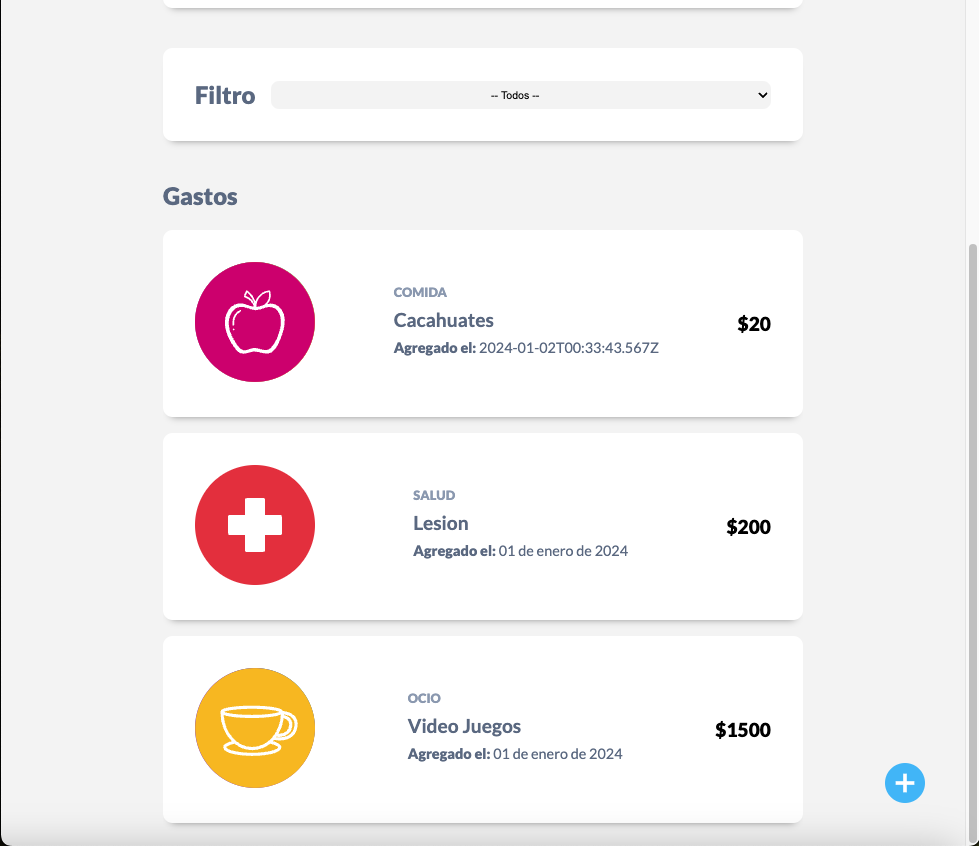 Filtro
-- Todos --
Gastos
COMIDA
Cacahuates
$20
Agregado el: 2024-01-02T00:33:43.567Z
SALUD
Lesion
$200
Agregado el: 01 de enero de 2024
OCIO
Video Juegos
$1500
Agregado el: 01 de enero de 2024